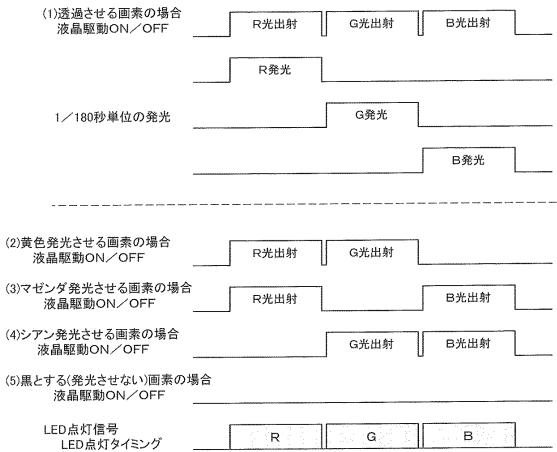 (1)透過させる画素の場合
液晶駆動ON／OFF
R光出射 G光出射 B光出射
R発光
1／180秒単位の発光
G発光
B発光
(2)黄色発光させる画素の場合
液晶駆動ON／OFF
R光出射 G光出射
(3)マゼンダ発光させる画素の場合
液晶駆動ON／OFF
R光出射 B光出射
(4)シアン発光させる画素の場合
液晶駆動ON／OFF
G光出射 B光出射
(5)黒とする(発光させない)画素の場合
液晶駆動ON／OFF
LED点灯信号
LED点灯タイミング
R G B